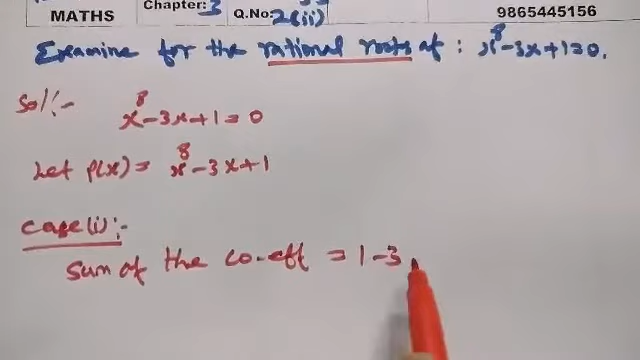 MATHS
Chapter: 3
Q.No: 2(ii)
9865445156
Examine for the rational roots of : x⁸-3x+1=0.
Sol:-
x⁸-3x+1=0
Let p(x) = x⁸-3x+1
Case(i):-
Sum of the co-eff = 1-3